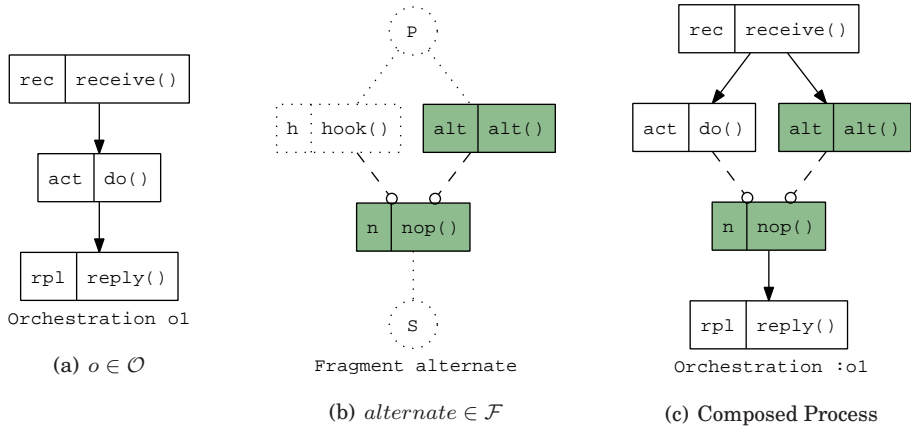 rec receive()
act do()
rpl reply()
Orchestration o1
(a) o ∈ 𝒪
P
h hook() alt alt()
n nop()
S
Fragment alternate
(b) alternate ∈ ℱ
rec receive()
act do() alt alt()
n nop()
rpl reply()
Orchestration :o1
(c) Composed Process